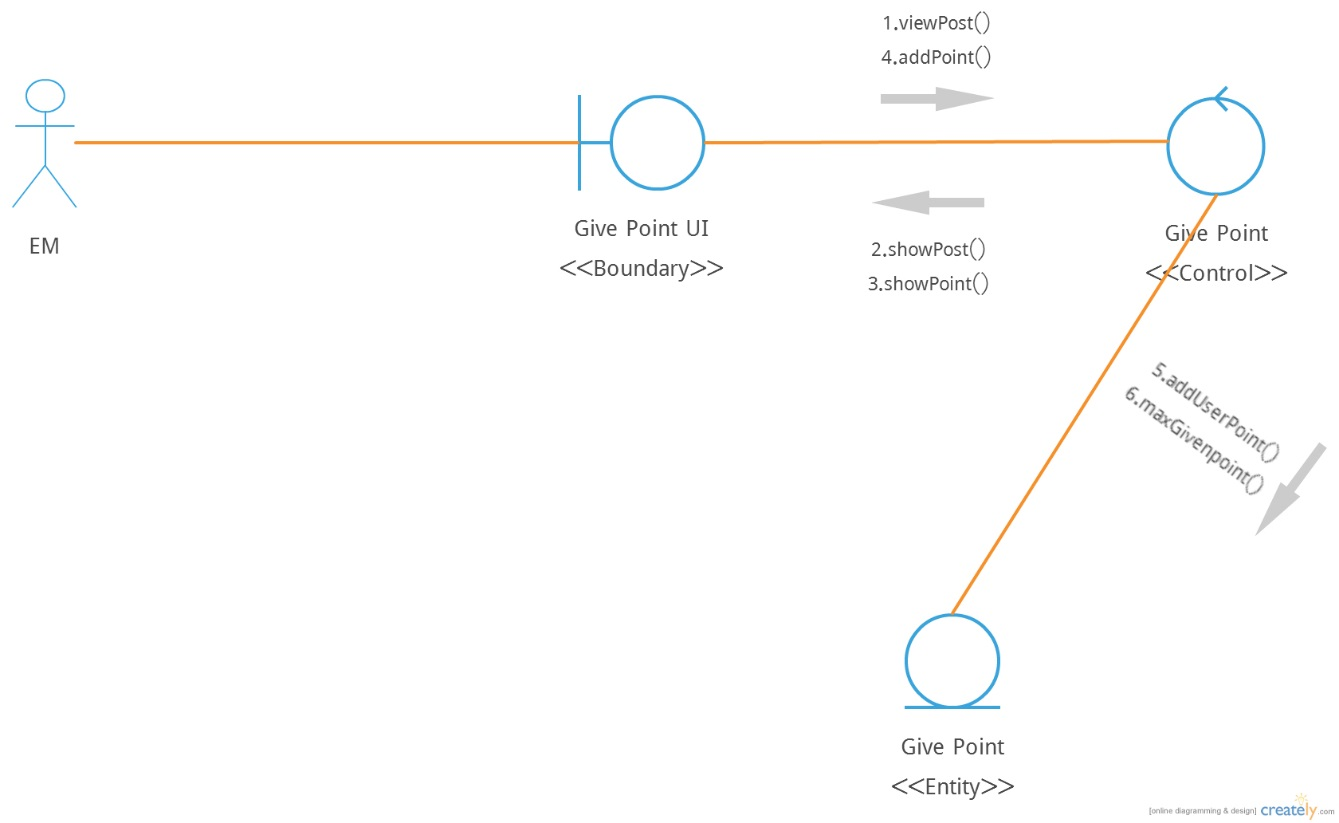 1.viewPost()
4.addPoint()
EM
Give Point UI
<<Boundary>>
2.showPost()
3.showPoint()
Give Point
<<Control>>
5.addUserPoint()
6.maxGivenpoint()
Give Point
<<Entity>>
[online diagramming & design] creately.com